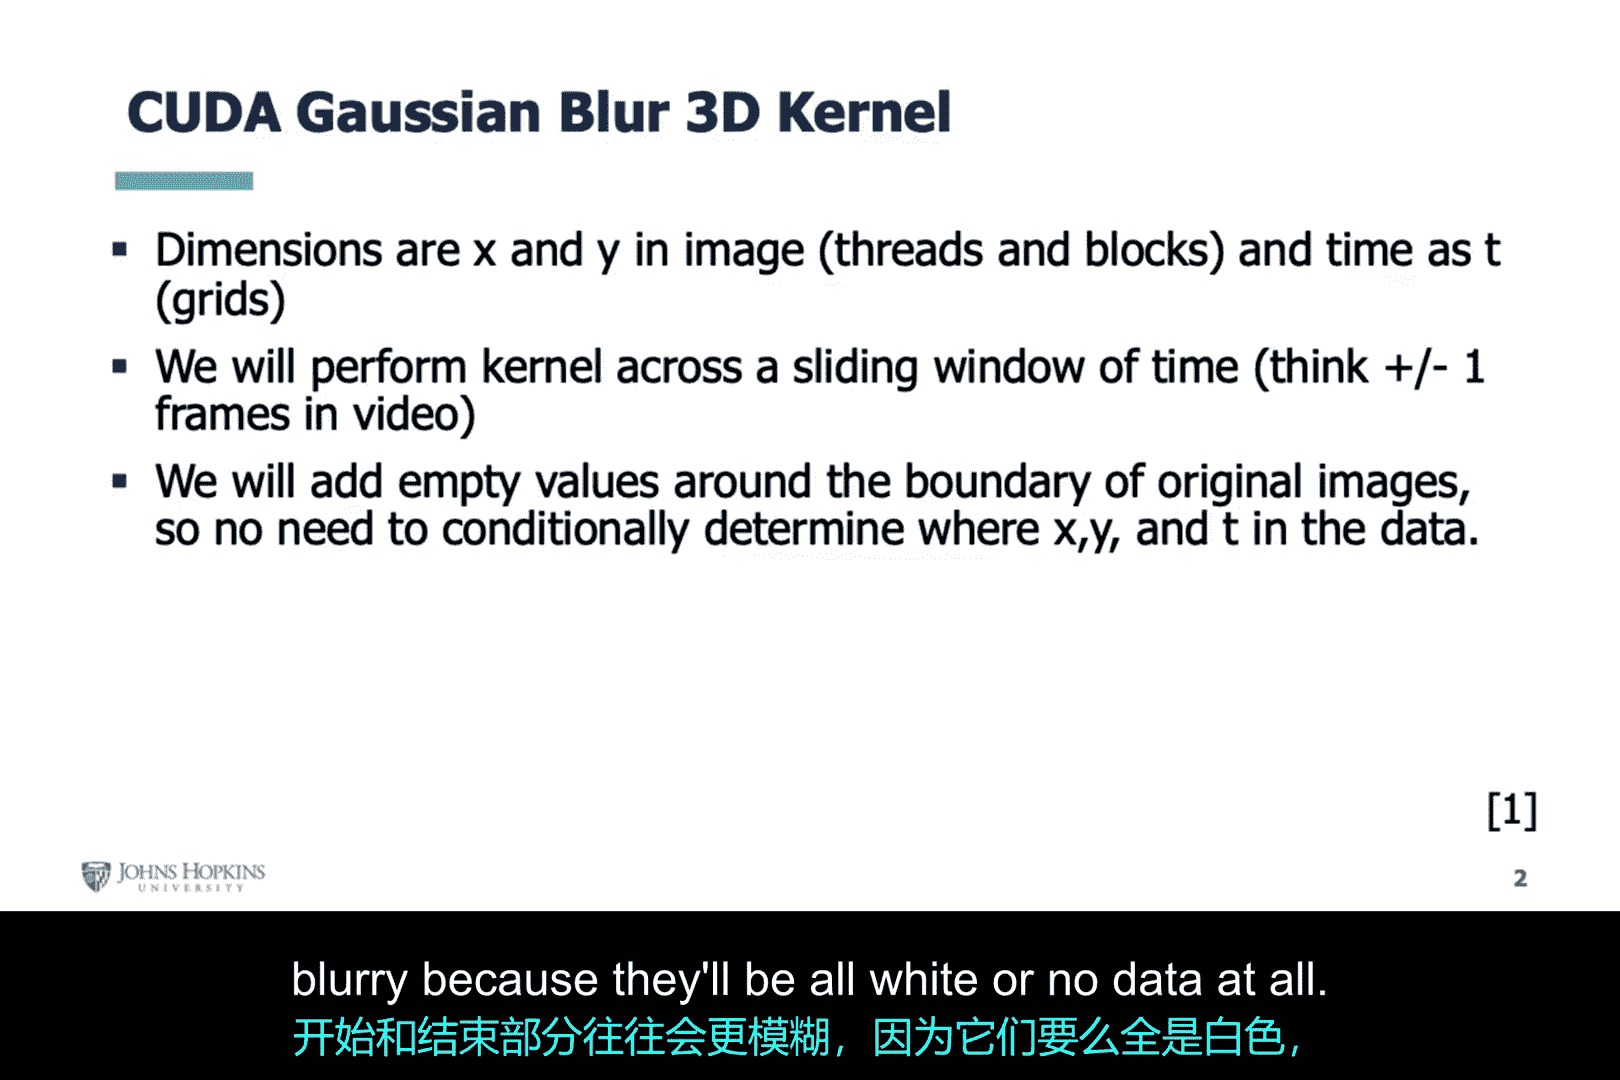 CUDA Gaussian Blur 3D Kernel
▪ Dimensions are x and y in image (threads and blocks) and time as t
(grids)
▪ We will perform kernel across a sliding window of time (think +/- 1
frames in video)
▪ We will add empty values around the boundary of original images,
so no need to conditionally determine where x,y, and t in the data.
[1]
JOHNS HOPKINS
UNIVERSITY
2
blurry because they'll be all white or no data at all.
开始和结束部分往往会更模糊，因为它们要么全是白色，